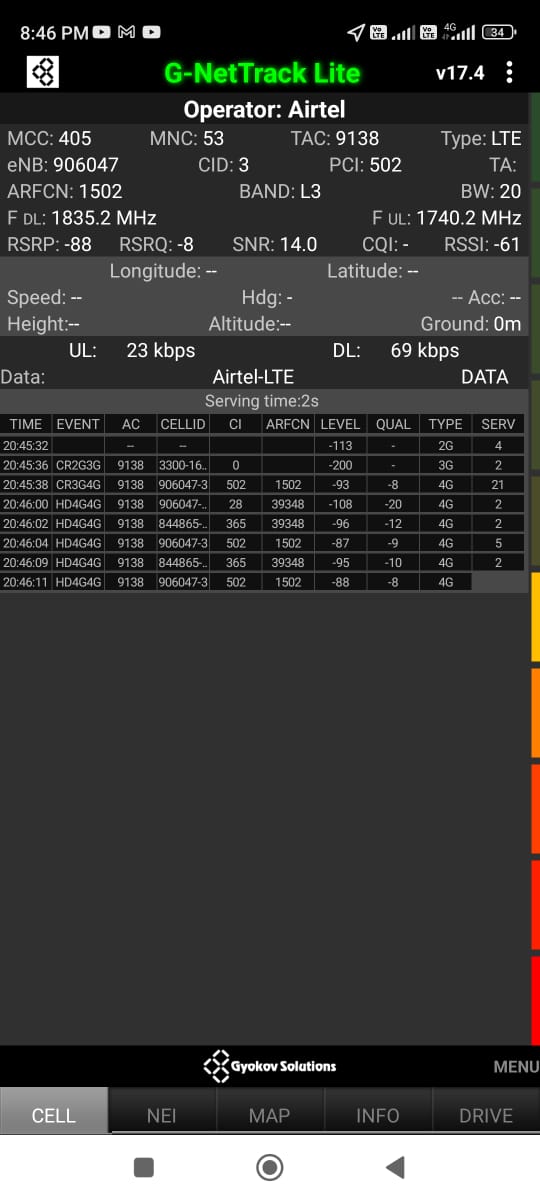 8:46 PM Vo LTE Vo LTE 4G 34
G-NetTrack Lite v17.4
Operator: Airtel
MCC: 405 MNC: 53 TAC: 9138 Type: LTE
eNB: 906047 CID: 3 PCI: 502 TA:
ARFCN: 1502 BAND: L3 BW: 20
F DL: 1835.2 MHz F UL: 1740.2 MHz
RSRP: -88 RSRQ: -8 SNR: 14.0 CQI: - RSSI: -61
Longitude: -- Latitude: --
Speed: -- Hdg: - -- Acc: --
Height:-- Altitude:-- Ground: 0m
UL: 23 kbps DL: 69 kbps
Data: Airtel-LTE DATA
Serving time:2s
TIME EVENT AC CELLID CI ARFCN LEVEL QUAL TYPE SERV
20:45:32 -- -- -113 - 2G 4
20:45:36 CR2G3G 9138 3300-16.. 0 -200 - 3G 2
20:45:38 CR3G4G 9138 906047-3 502 1502 -93 -8 4G 21
20:46:00 HD4G4G 9138 906047-.. 28 39348 -108 -20 4G 2
20:46:02 HD4G4G 9138 844865-.. 365 39348 -96 -12 4G 2
20:46:04 HD4G4G 9138 906047-3 502 1502 -87 -9 4G 5
20:46:09 HD4G4G 9138 844865-.. 365 39348 -95 -10 4G 2
20:46:11 HD4G4G 9138 906047-3 502 1502 -88 -8 4G
Gyokov Solutions MENU
CELL NEI MAP INFO DRIVE